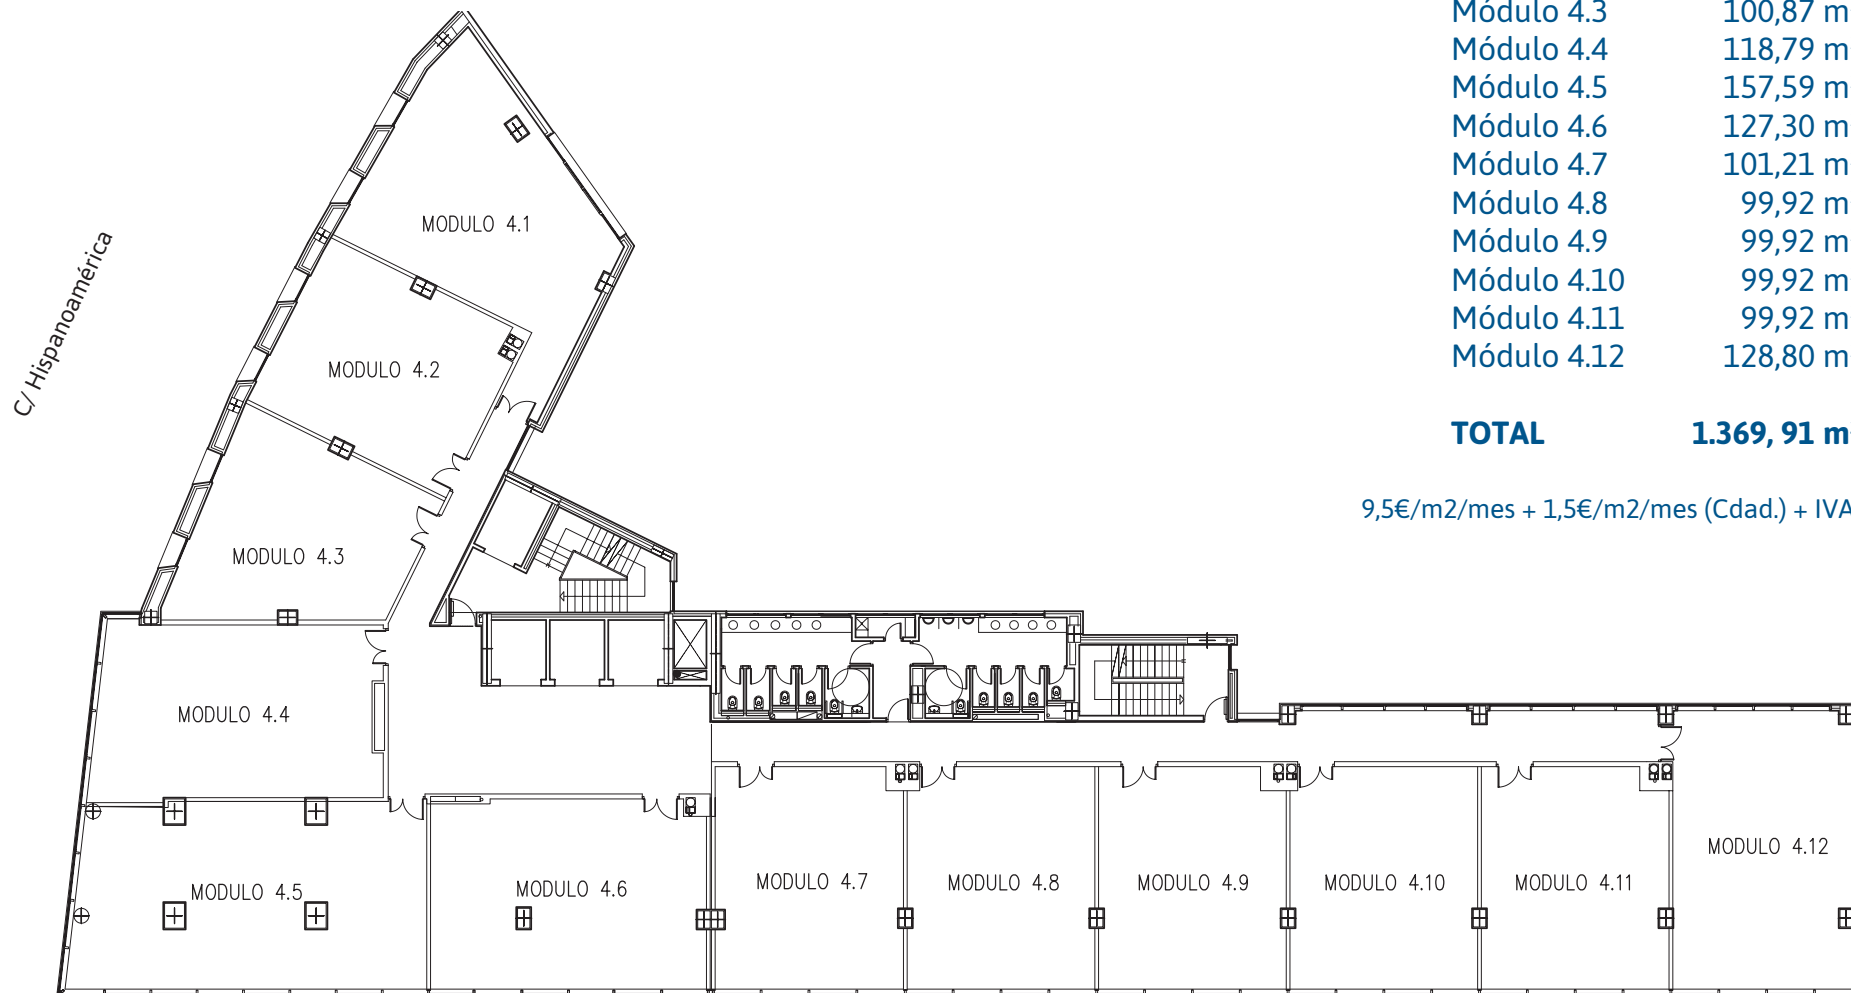 Módulo 4.3 100,87 m
Módulo 4.4 118,79 m
Módulo 4.5 157,59 m
Módulo 4.6 127,30 m
Módulo 4.7 101,21 m
Módulo 4.8 99,92 m
Módulo 4.9 99,92 m
Módulo 4.10 99,92 m
Módulo 4.11 99,92 m
Módulo 4.12 128,80 m
TOTAL 1.369, 91 m
9,5€/m2/mes + 1,5€/m2/mes (Cdad.) + IVA
C/ Hispanoamérica
MODULO 4.1
MODULO 4.2
MODULO 4.3
MODULO 4.4
MODULO 4.5
MODULO 4.6
MODULO 4.7
MODULO 4.8
MODULO 4.9
MODULO 4.10
MODULO 4.11
MODULO 4.12